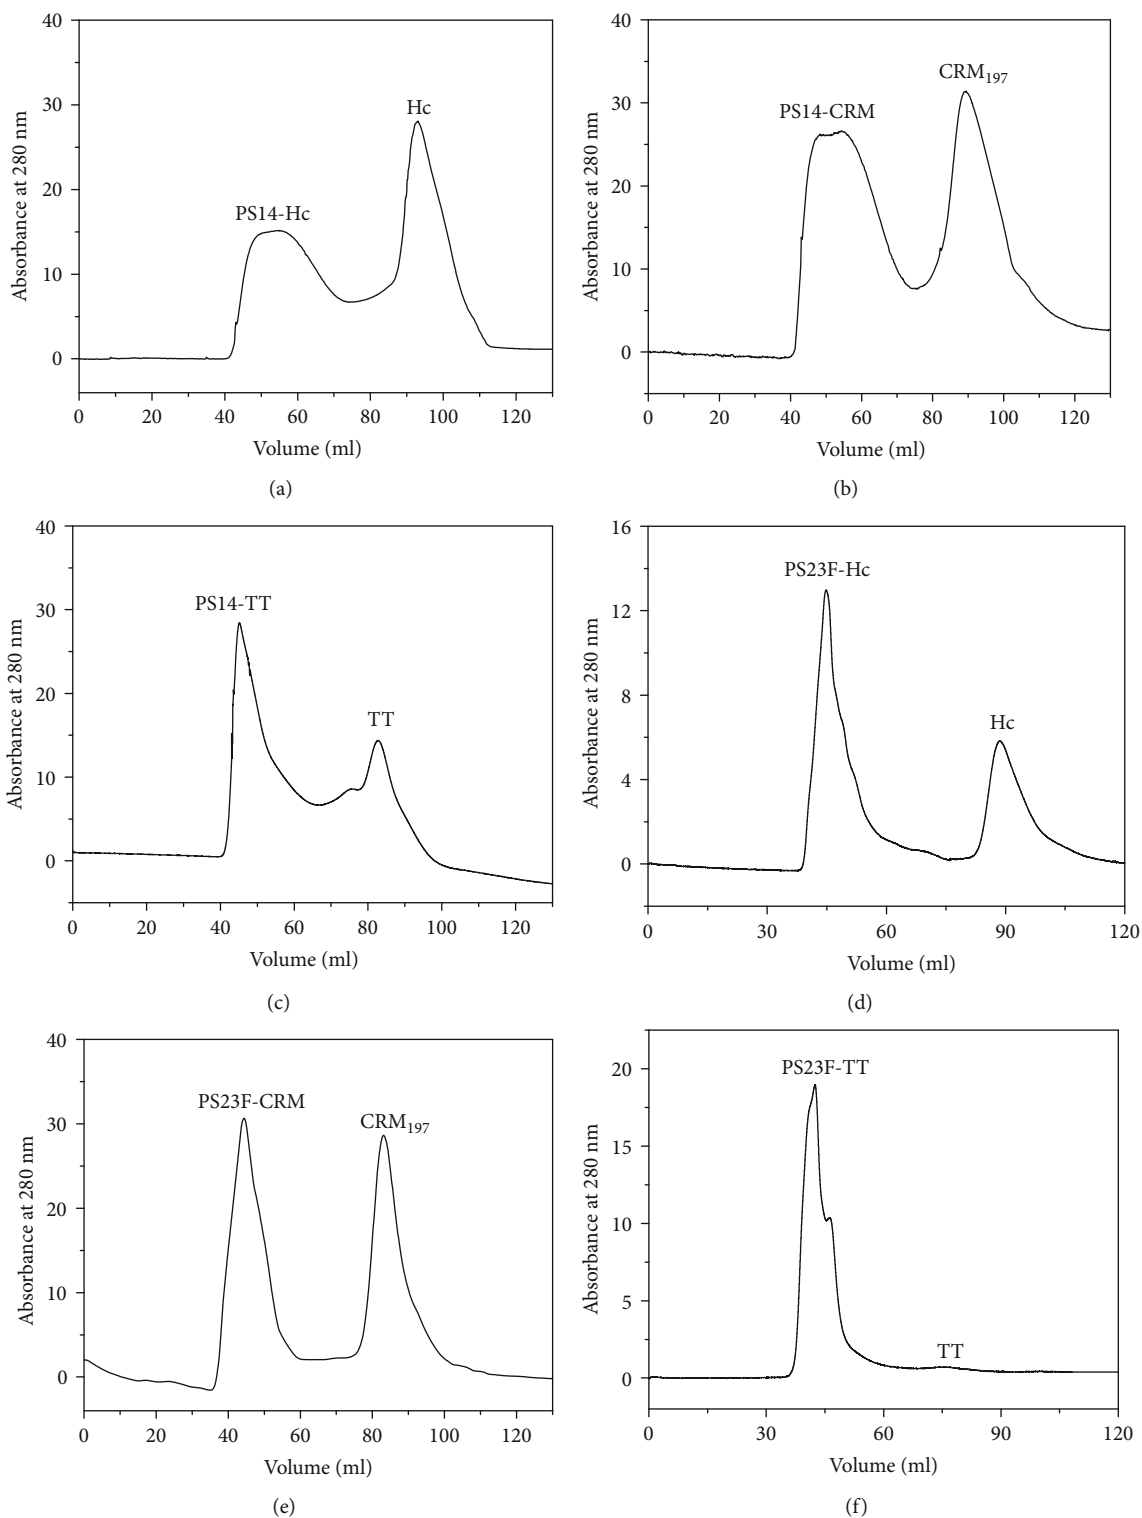 40
30
20
10
0
Absorbance at 280 nm
PS14-Hc
Hc
0 20 40 60 80 100 120
Volume (ml)
(a)
40
30
20
10
0
Absorbance at 280 nm
PS14-CRM
CRM197
0 20 40 60 80 100 120
Volume (ml)
(b)
40
30
20
10
0
Absorbance at 280 nm
PS14-TT
TT
0 20 40 60 80 100 120
Volume (ml)
(c)
16
12
8
4
0
Absorbance at 280 nm
PS23F-Hc
Hc
0 30 60 90 120
Volume (ml)
(d)
40
30
20
10
0
Absorbance at 280 nm
PS23F-CRM
CRM197
0 20 40 60 80 100 120
Volume (ml)
(e)
20
15
10
5
0
Absorbance at 280 nm
PS23F-TT
TT
0 30 60 90 120
Volume (ml)
(f)